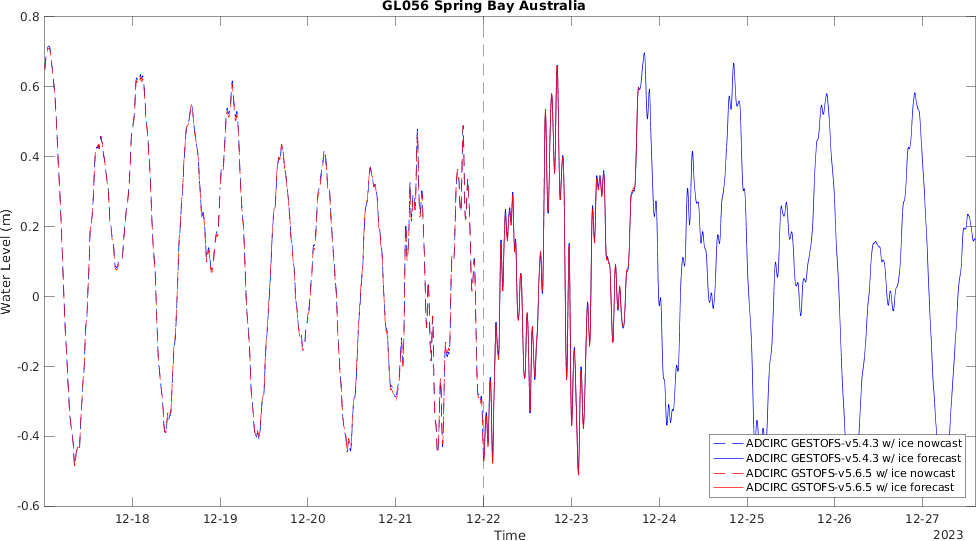 GL056 Spring Bay Australia
0.8
0.6
0.4
0.2
0
-0.2
-0.4
-0.6
Water Level (m)
12-18 12-19 12-20 12-21 12-22 12-23 12-24 12-25 12-26 12-27
Time
2023
ADCIRC GESTOFS-v5.4.3 w/ ice nowcast
ADCIRC GESTOFS-v5.4.3 w/ ice forecast
ADCIRC GSTOFS-v5.6.5 w/ ice nowcast
ADCIRC GSTOFS-v5.6.5 w/ ice forecast